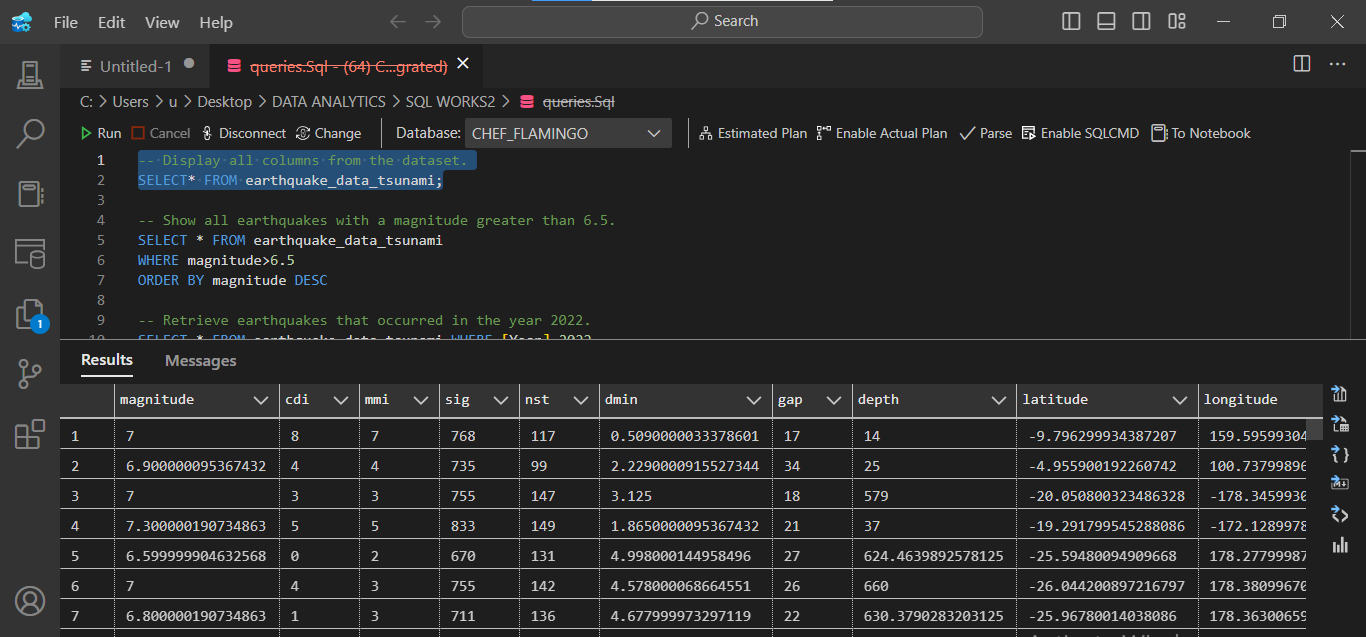 File Edit View Help Search
Untitled-1 queries.Sql - (64) C...grated)
C: > Users > u > Desktop > DATA ANALYTICS > SQL WORKS2 > queries.Sql
Run Cancel Disconnect Change Database: CHEF_FLAMINGO Estimated Plan Enable Actual Plan Parse Enable SQLCMD To Notebook
1 -- Display all columns from the dataset.
2 SELECT* FROM earthquake_data_tsunami;
3
4 -- Show all earthquakes with a magnitude greater than 6.5.
5 SELECT * FROM earthquake_data_tsunami
6 WHERE magnitude>6.5
7 ORDER BY magnitude DESC
8
9 -- Retrieve earthquakes that occurred in the year 2022.
10 SELECT * FROM earthquake_data_tsunami WHERE [Year] 2022
1
Results Messages
magnitude cdi mmi sig nst dmin gap depth latitude longitude
1 7 8 7 768 117 0.5090000033378601 17 14 -9.796299934387207 159.59599304
2 6.900000095367432 4 4 735 99 2.2290000915527344 34 25 -4.955900192260742 100.73799896
3 7 3 3 755 147 3.125 18 579 -20.050800323486328 -178.3459930
4 7.300000190734863 5 5 833 149 1.8650000095367432 21 37 -19.291799545288086 -172.1289978
5 6.599999904632568 0 2 670 131 4.998000144958496 27 624.4639892578125 -25.59480094909668 178.27799987
6 7 4 3 755 142 4.578000068664551 26 660 -26.044200897216797 178.38099670
7 6.800000190734863 1 3 711 136 4.677999973297119 22 630.3790283203125 -25.96780014038086 178.36300659